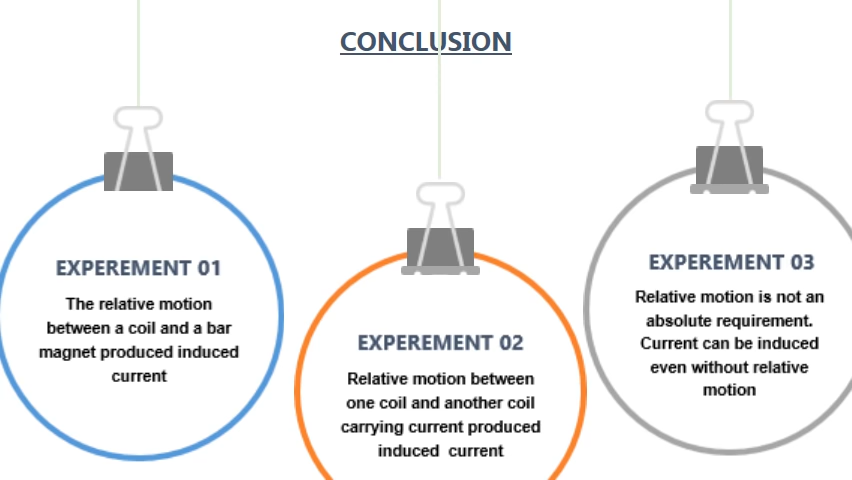 CONCLUSION
EXPEREMENT 01
The relative motion
between a coil and a bar
magnet produced induced
current
EXPEREMENT 02
Relative motion between
one coil and another coil
carrying current produced
induced current
EXPEREMENT 03
Relative motion is not an
absolute requirement.
Current can be induced
even without relative
motion